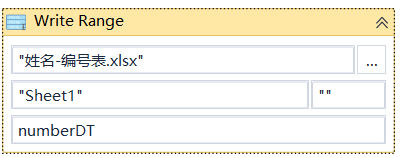 Write Range
"姓名-编号表.xlsx" ...
"Sheet1" ""
numberDT